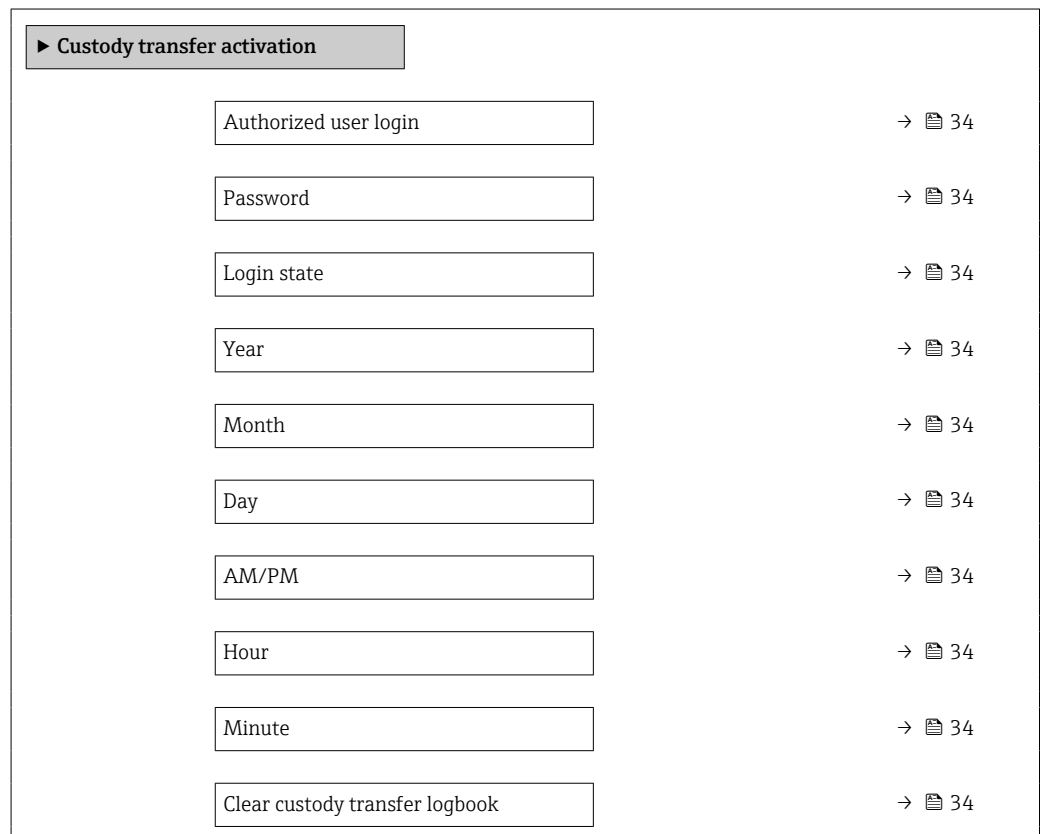 ► Custody transfer activation
Authorized user login → 34
Password → 34
Login state → 34
Year → 34
Month → 34
Day → 34
AM/PM → 34
Hour → 34
Minute → 34
Clear custody transfer logbook → 34